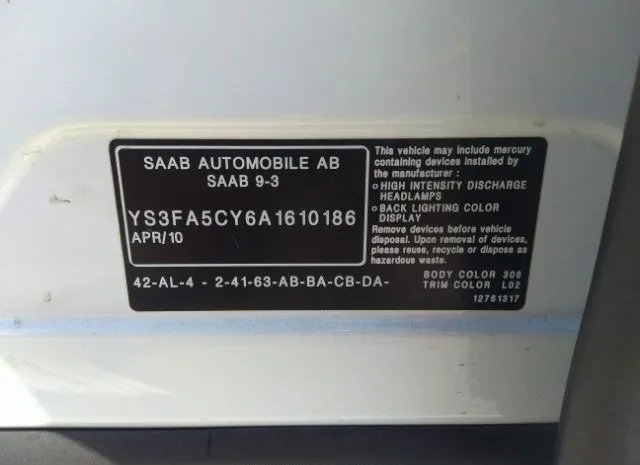 SAAB AUTOMOBILE AB
SAAB 9-3
YS3FA5CY6A1610186
APR/10
42-AL-4 - 2-41-63-AB-BA-CB-DA-
This vehicle may include mercury
containing devices installed by
the manufacturer :
o HIGH INTENSITY DISCHARGE
HEADLAMPS
o BACK LIGHTING COLOR
DISPLAY
Remove devices before vehicle
disposal. Upon removal of devices,
please reuse, recycle or dispose as
hazardous waste.
BODY COLOR 306
TRIM COLOR L02
12761317